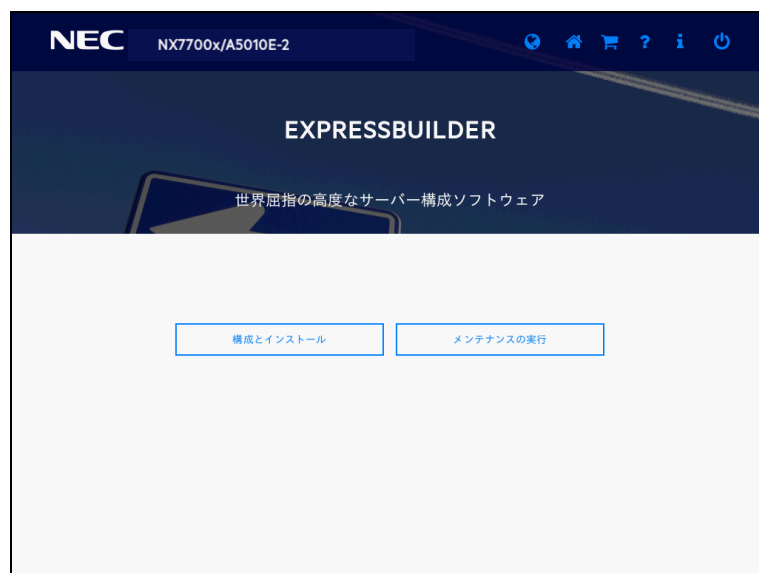 NEC NX7700x/A5010E-2
EXPRESSBUILDER
世界屈指の高度なサーバー構成ソフトウェア
構成とインストール メンテナンスの実行